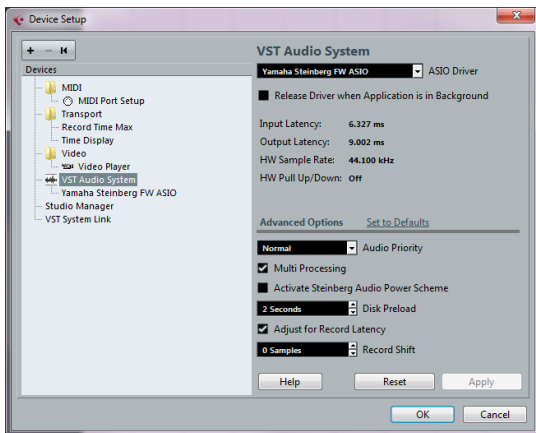 Device Setup
+ - |◀
Devices
MIDI
MIDI Port Setup
Transport
Record Time Max
Time Display
Video
Video Player
VST Audio System
Yamaha Steinberg FW ASIO
Studio Manager
VST System Link
VST Audio System
Yamaha Steinberg FW ASIO ASIO Driver
Release Driver when Application is in Background
Input Latency: 6.327 ms
Output Latency: 9.002 ms
HW Sample Rate: 44.100 kHz
HW Pull Up/Down: Off
Advanced Options Set to Defaults
Normal Audio Priority
Multi Processing
Activate Steinberg Audio Power Scheme
2 Seconds Disk Preload
Adjust for Record Latency
0 Samples Record Shift
Help Reset Apply
OK Cancel